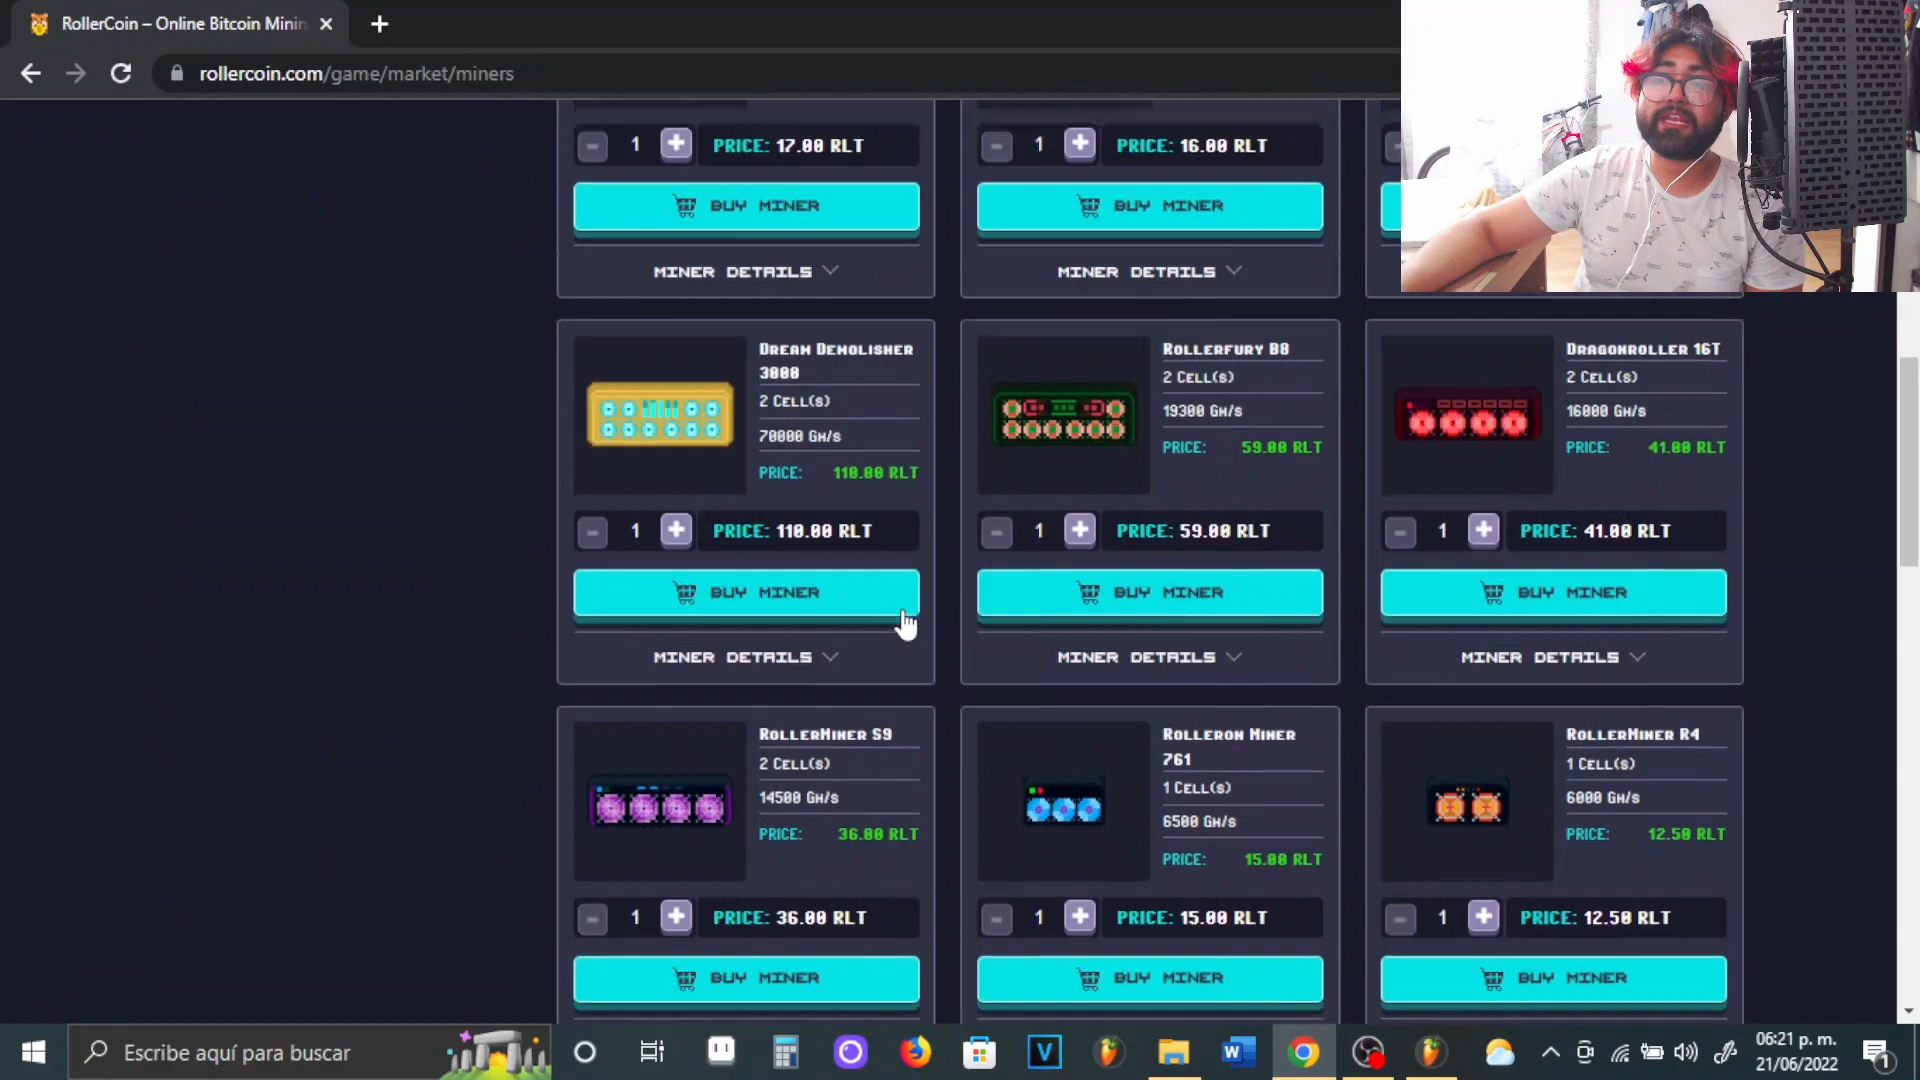 RollerCoin – Online Bitcoin Minin
rollercoin.com/game/market/miners
1 PRICE: 17.00 RLT
BUY MINER
MINER DETAILS
1 PRICE: 16.00 RLT
BUY MINER
MINER DETAILS
Dream Demolisher
3000
2 Cell(s)
70000 Gh/s
PRICE: 110.00 RLT
1 PRICE: 110.00 RLT
BUY MINER
MINER DETAILS
Rollerfury B8
2 Cell(s)
19300 Gh/s
PRICE: 59.00 RLT
1 PRICE: 59.00 RLT
BUY MINER
MINER DETAILS
Dragonroller 16T
2 Cell(s)
16000 Gh/s
PRICE: 41.00 RLT
1 PRICE: 41.00 RLT
BUY MINER
MINER DETAILS
RollerMiner S9
2 Cell(s)
14500 Gh/s
PRICE: 36.00 RLT
1 PRICE: 36.00 RLT
BUY MINER
Rolleron Miner
761
1 Cell(s)
6500 Gh/s
PRICE: 15.00 RLT
1 PRICE: 15.00 RLT
BUY MINER
RollerMiner R4
1 Cell(s)
6000 Gh/s
PRICE: 12.50 RLT
1 PRICE: 12.50 RLT
BUY MINER
Escribe aquí para buscar
V
W
06:21 p. m.
21/06/2022
1